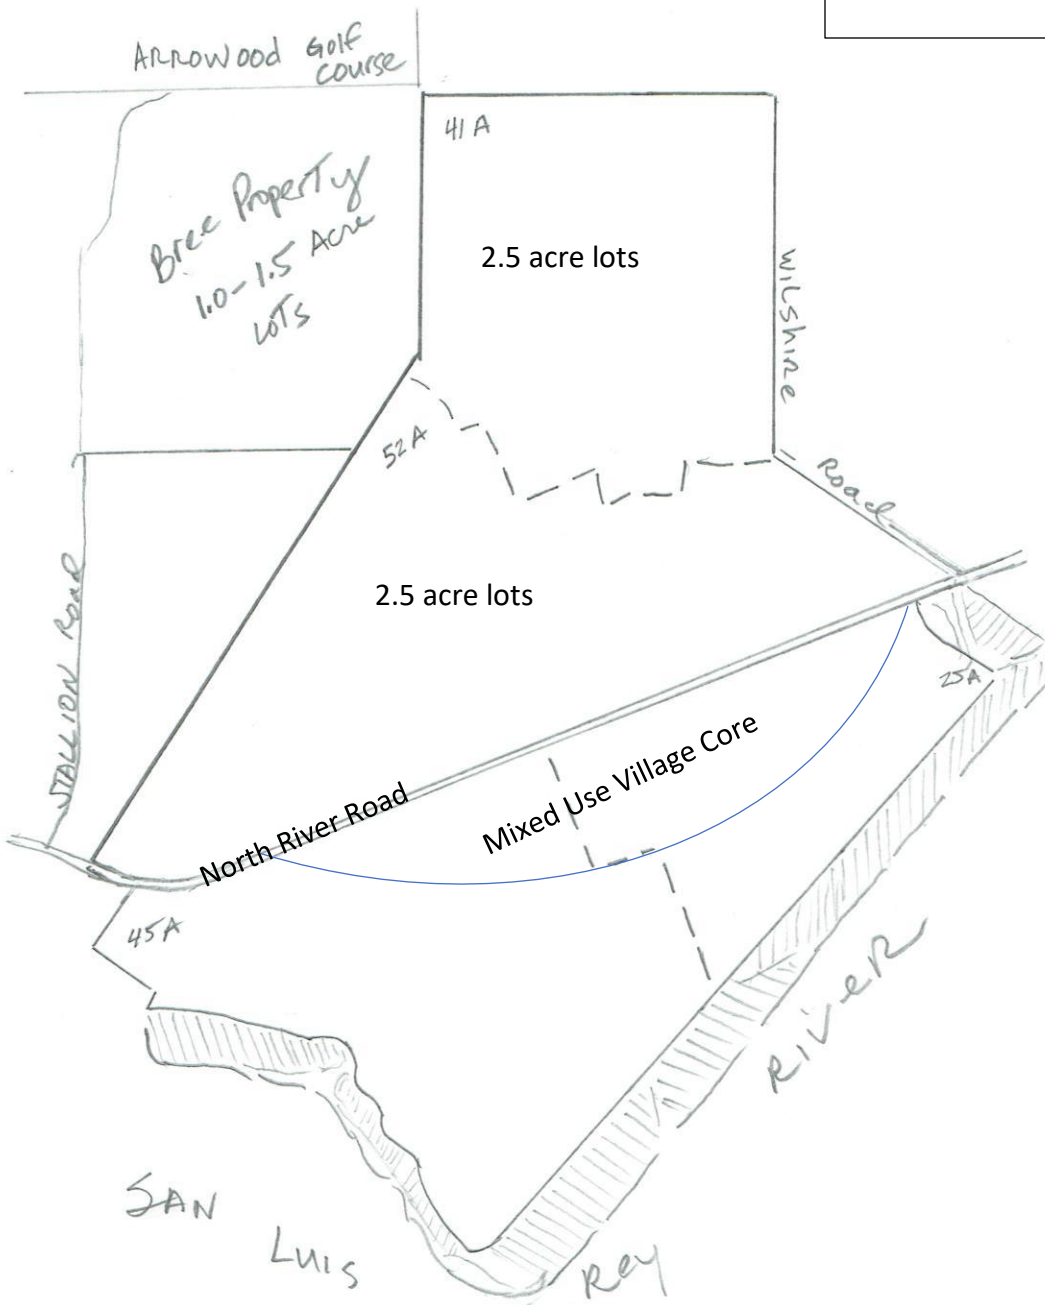 ARROWOOD Golf
Course
41 A
Bree Property
1.0-1.5 Acre
LOTS
2.5 acre lots
WILShiRe
Road
52 A
2.5 acre lots
STALLION Road
25A
Mixed Use Village Core
North River Road
45A
RIVeR
SAN
LUIS
Rey